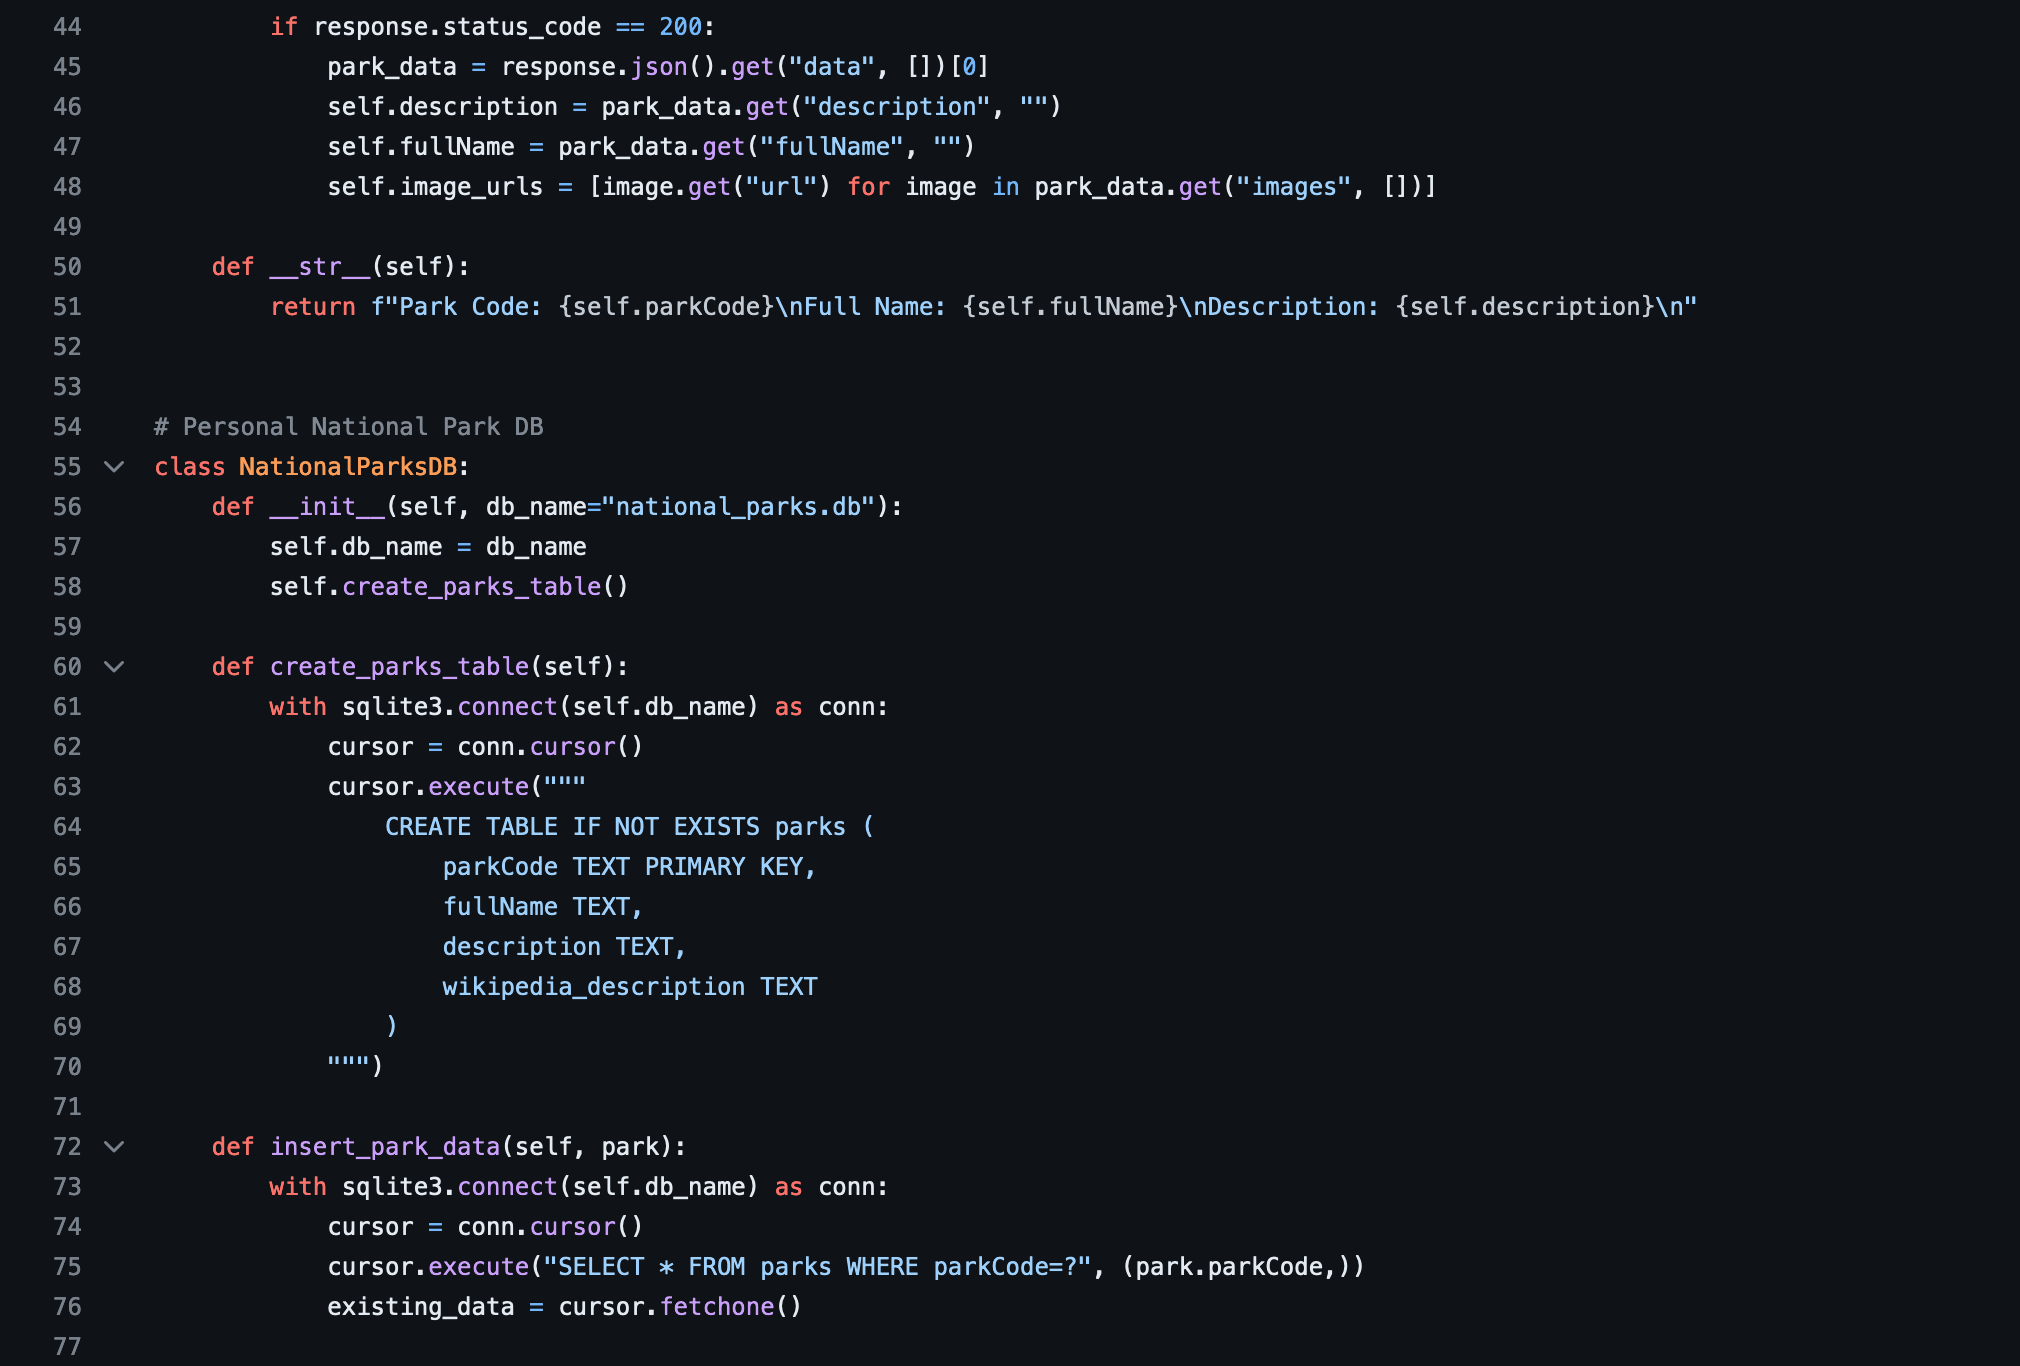 44 if response.status_code == 200:
45 park_data = response.json().get("data", [])[0]
46 self.description = park_data.get("description", "")
47 self.fullName = park_data.get("fullName", "")
48 self.image_urls = [image.get("url") for image in park_data.get("images", [])]
49
50 def __str__(self):
51 return f"Park Code: {self.parkCode}\nFull Name: {self.fullName}\nDescription: {self.description}\n"
52
53
54 # Personal National Park DB
55 class NationalParksDB:
56 def __init__(self, db_name="national_parks.db"):
57 self.db_name = db_name
58 self.create_parks_table()
59
60 def create_parks_table(self):
61 with sqlite3.connect(self.db_name) as conn:
62 cursor = conn.cursor()
63 cursor.execute("""
64 CREATE TABLE IF NOT EXISTS parks (
65 parkCode TEXT PRIMARY KEY,
66 fullName TEXT,
67 description TEXT,
68 wikipedia_description TEXT
69 )
70 """)
71
72 def insert_park_data(self, park):
73 with sqlite3.connect(self.db_name) as conn:
74 cursor = conn.cursor()
75 cursor.execute("SELECT * FROM parks WHERE parkCode=?", (park.parkCode,))
76 existing_data = cursor.fetchone()
77